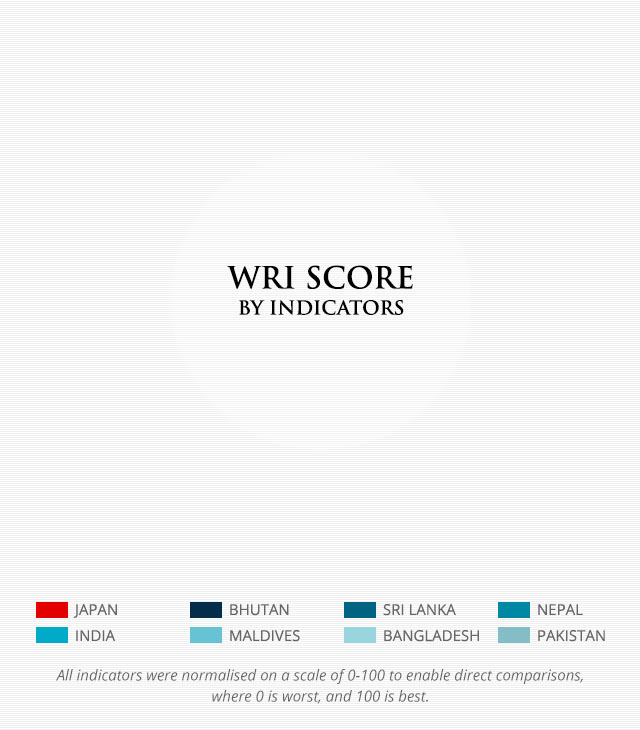 WRI SCORE
BY INDICATORS
JAPAN BHUTAN SRI LANKA NEPAL
INDIA MALDIVES BANGLADESH PAKISTAN
All indicators were normalised on a scale of 0-100 to enable direct comparisons,
where 0 is worst, and 100 is best.